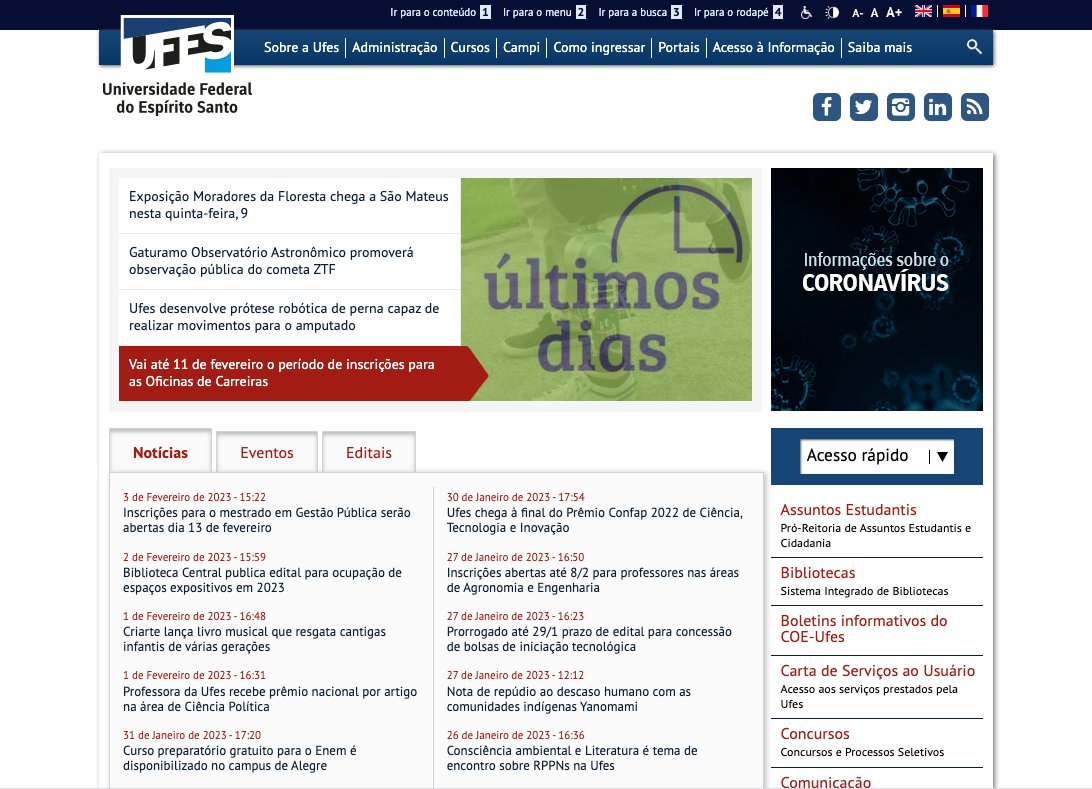 Ir para o conteúdo 1 Ir para o menu 2 Ir para a busca 3 Ir para o rodapé 4 A- A A+
UFES
Sobre a Ufes Administração Cursos Campi Como ingressar Portais Acesso à Informação Saiba mais
Universidade Federal
do Espírito Santo
Exposição Moradores da Floresta chega a São Mateus
nesta quinta-feira, 9
Gaturamo Observatório Astronômico promoverá
observação pública do cometa ZTF
Ufes desenvolve prótese robótica de perna capaz de
realizar movimentos para o amputado
Vai até 11 de fevereiro o período de inscrições para
as Oficinas de Carreiras
últimos
dias
Informações sobre o
CORONAVÍRUS
Notícias Eventos Editais
3 de Fevereiro de 2023 - 15:22
Inscrições para o mestrado em Gestão Pública serão
abertas dia 13 de fevereiro
2 de Fevereiro de 2023 - 15:59
Biblioteca Central publica edital para ocupação de
espaços expositivos em 2023
1 de Fevereiro de 2023 - 16:48
Criarte lança livro musical que resgata cantigas
infantis de várias gerações
1 de Fevereiro de 2023 - 16:31
Professora da Ufes recebe prêmio nacional por artigo
na área de Ciência Política
31 de Janeiro de 2023 - 17:20
Curso preparatório gratuito para o Enem é
disponibilizado no campus de Alegre
30 de Janeiro de 2023 - 17:54
Ufes chega à final do Prêmio Confap 2022 de Ciência,
Tecnologia e Inovação
27 de Janeiro de 2023 - 16:50
Inscrições abertas até 8/2 para professores nas áreas
de Agronomia e Engenharia
27 de Janeiro de 2023 - 16:23
Prorrogado até 29/1 prazo de edital para concessão
de bolsas de iniciação tecnológica
27 de Janeiro de 2023 - 12:12
Nota de repúdio ao descaso humano com as
comunidades indígenas Yanomami
26 de Janeiro de 2023 - 16:36
Consciência ambiental e Literatura é tema de
encontro sobre RPPNs na Ufes
Acesso rápido
Assuntos Estudantis
Pró-Reitoria de Assuntos Estudantis e
Cidadania
Bibliotecas
Sistema Integrado de Bibliotecas
Boletins informativos do
COE-Ufes
Carta de Serviços ao Usuário
Acesso aos serviços prestados pela
Ufes
Concursos
Concursos e Processos Seletivos
Comunicação